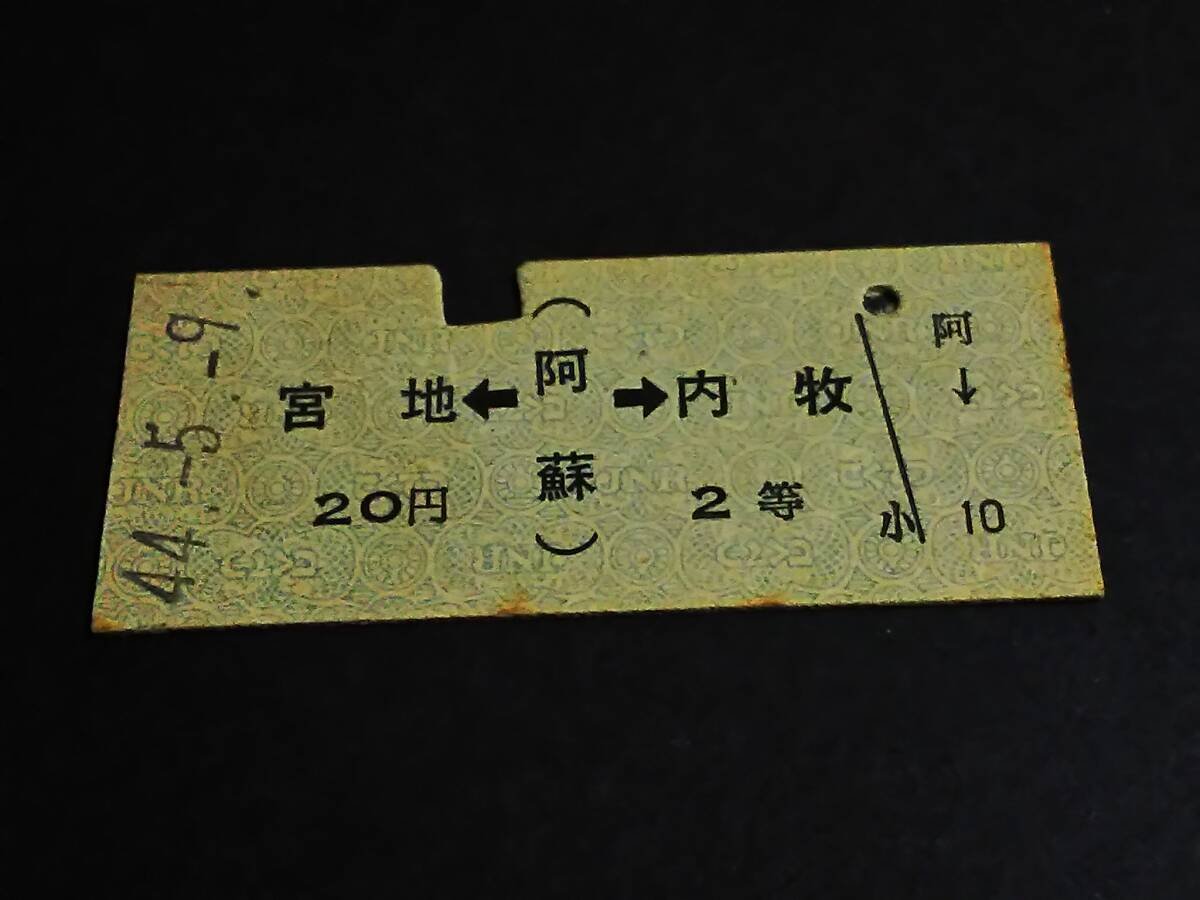 44.-5.-9
宮地←(阿蘇)→内牧
20円 2等
阿↓
小 10